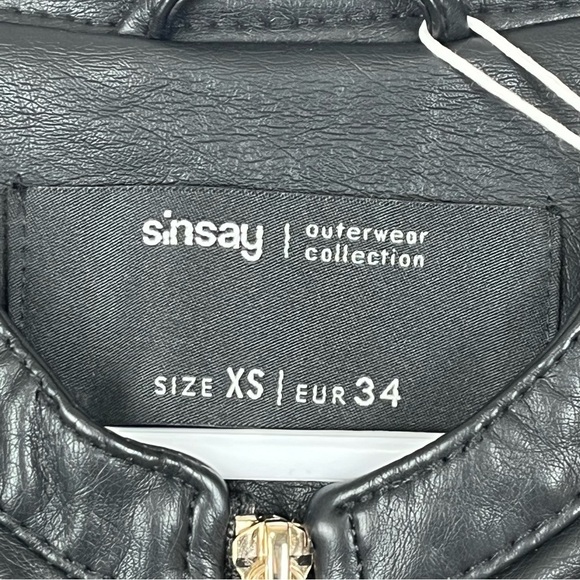 sinsay | outerwear
collection
SIZE XS | EUR 34